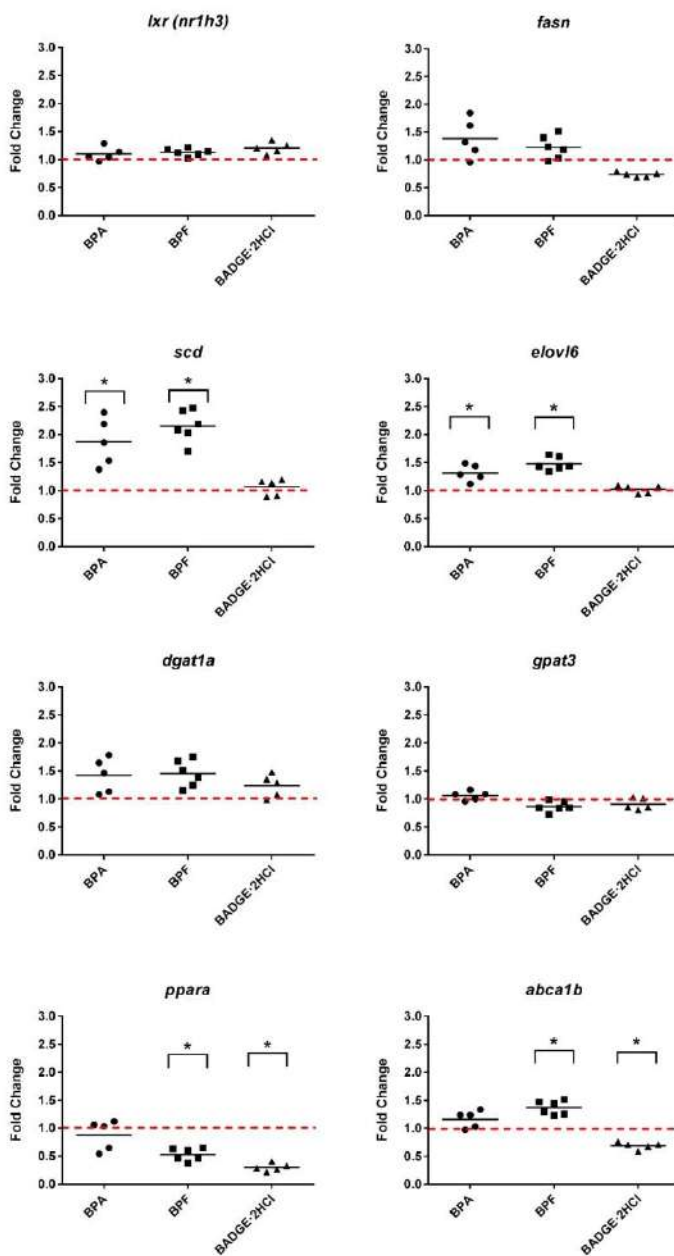 lxr (nr1h3)
Fold Change
3.0
2.5
2.0
1.5
1.0
0.5
0.0
BPA
BPF
BADGE·2HCl
fasn
Fold Change
3.0
2.5
2.0
1.5
1.0
0.5
0.0
BPA
BPF
BADGE·2HCl
scd
Fold Change
3.0
2.5
2.0
1.5
1.0
0.5
0.0
*
*
BPA
BPF
BADGE·2HCl
elovl6
Fold Change
3.0
2.5
2.0
1.5
1.0
0.5
0.0
*
*
BPA
BPF
BADGE·2HCl
dgat1a
Fold Change
3.0
2.5
2.0
1.5
1.0
0.5
0.0
BPA
BPF
BADGE·2HCl
gpat3
Fold Change
3.0
2.5
2.0
1.5
1.0
0.5
0.0
BPA
BPF
BADGE·2HCl
ppara
Fold Change
3.0
2.5
2.0
1.5
1.0
0.5
0.0
*
*
BPA
BPF
BADGE·2HCl
abca1b
Fold Change
3.0
2.5
2.0
1.5
1.0
0.5
0.0
*
*
BPA
BPF
BADGE·2HCl